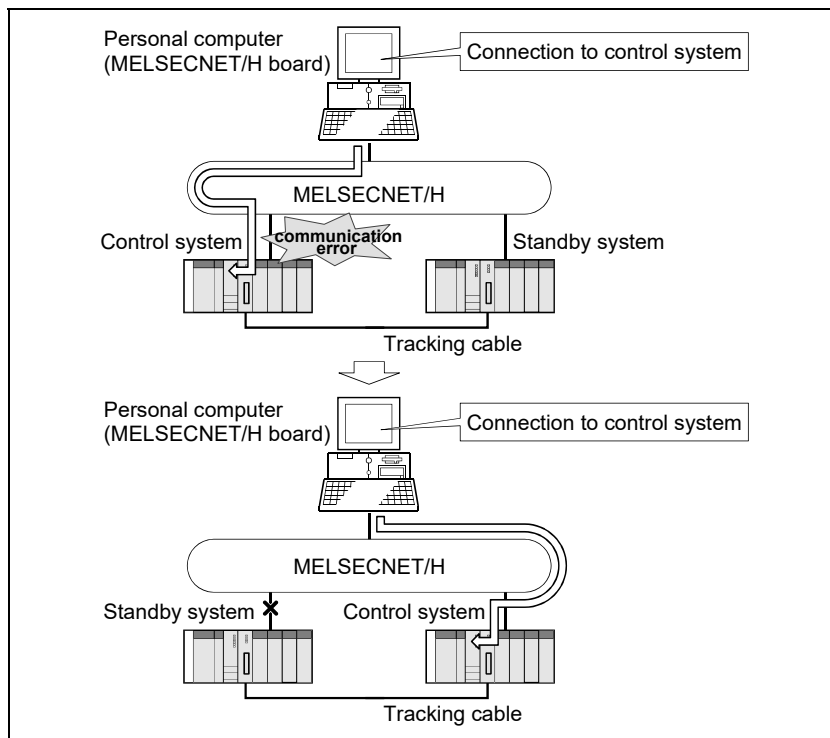 Personal computer
(MELSECNET/H board)
Connection to control system
MELSECNET/H
Control system
communication
error
Standby system
Tracking cable
Personal computer
(MELSECNET/H board)
Connection to control system
MELSECNET/H
Standby system
Control system
Tracking cable